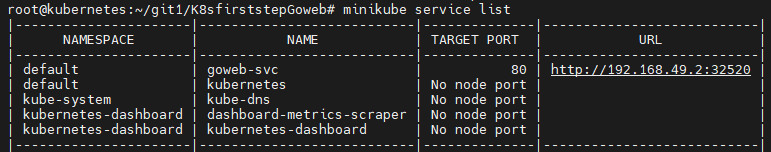 root@kubernetes:~/git1/K8sfirststepGoweb# minikube service list
|----------------------|---------------------------|--------------|---------------------------|
| NAMESPACE | NAME | TARGET PORT | URL |
|----------------------|---------------------------|--------------|---------------------------|
| default | goweb-svc | 80 | http://192.168.49.2:32520 |
| default | kubernetes | No node port |
| kube-system | kube-dns | No node port |
| kubernetes-dashboard | dashboard-metrics-scraper | No node port |
| kubernetes-dashboard | kubernetes-dashboard | No node port |
|----------------------|---------------------------|--------------|---------------------------|